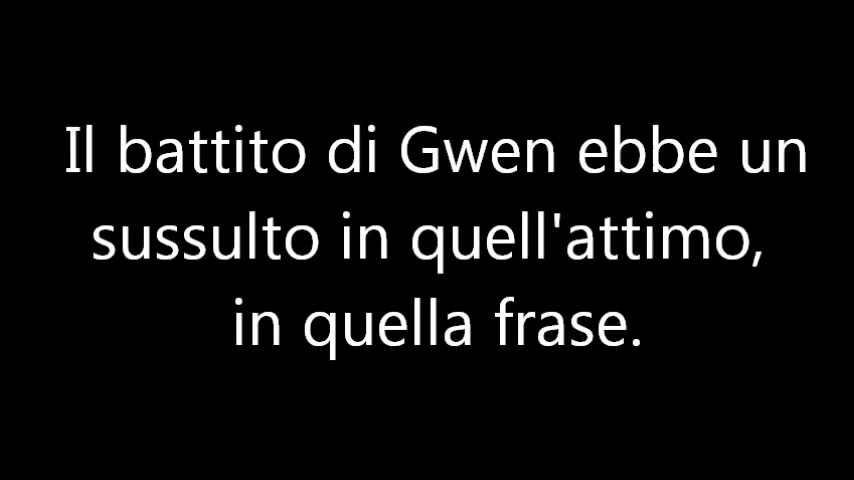 Il battito di Gwen ebbe un
sussulto in quell'attimo,
in quella frase.